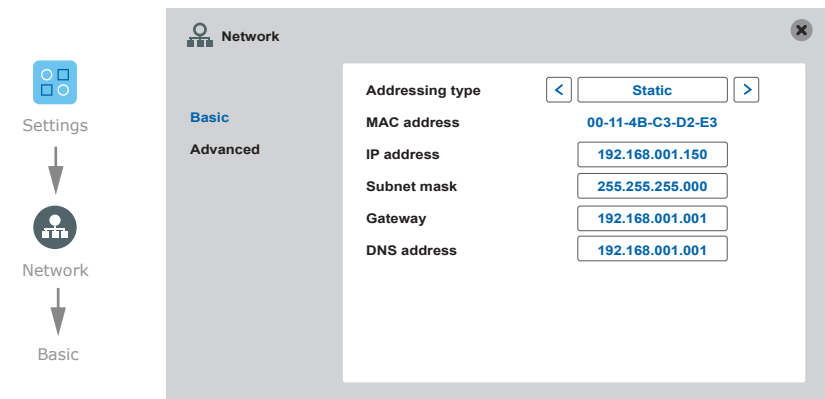 Settings
Network
Basic
Network
Basic
Advanced
Addressing type < Static >
MAC address 00-11-4B-C3-D2-E3
IP address 192.168.001.150
Subnet mask 255.255.255.000
Gateway 192.168.001.001
DNS address 192.168.001.001